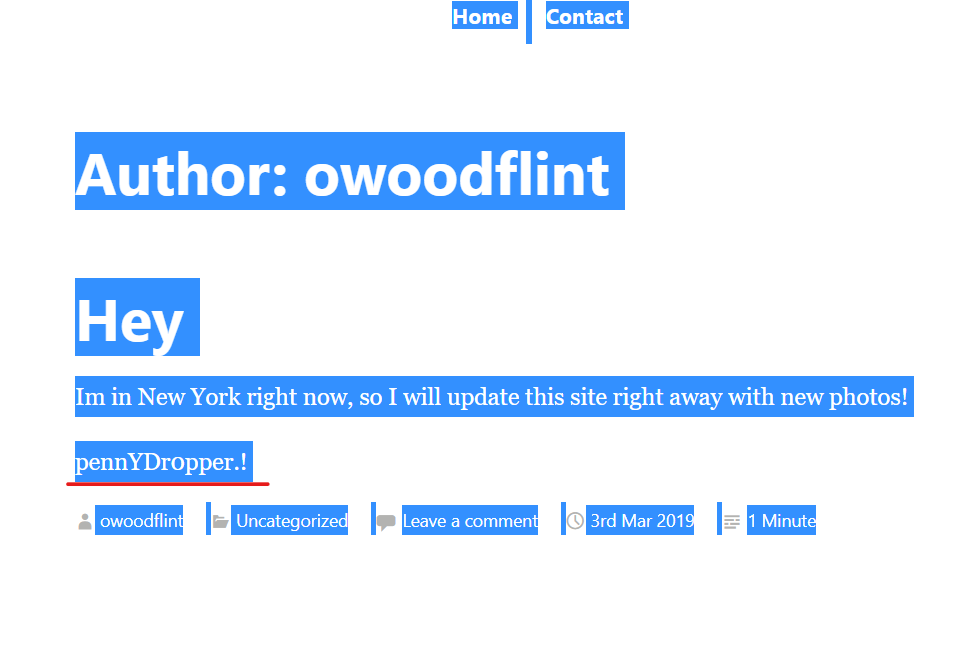 Home Contact
Author: owoodflint
Hey
Im in New York right now, so I will update this site right away with new photos!
pennYDr0pper.!
owoodflint Uncategorized Leave a comment 3rd Mar 2019 1 Minute